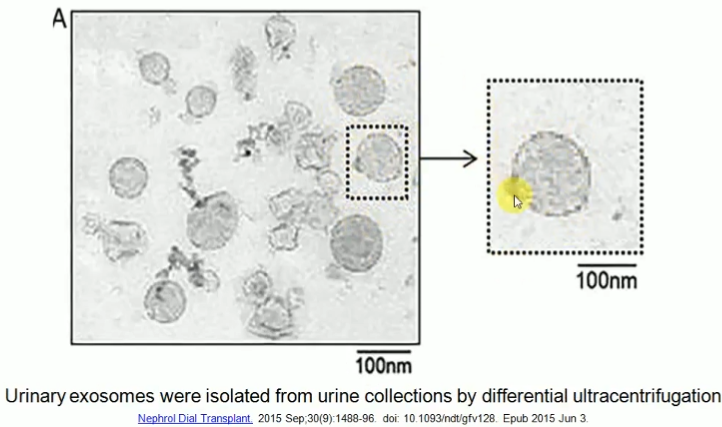 A
100nm
100nm
Urinary exosomes were isolated from urine collections by differential ultracentrifugation
Nephrol Dial Transplant. 2015 Sep;30(9):1488-96. doi: 10.1093/ndt/gfv128. Epub 2015 Jun 3.